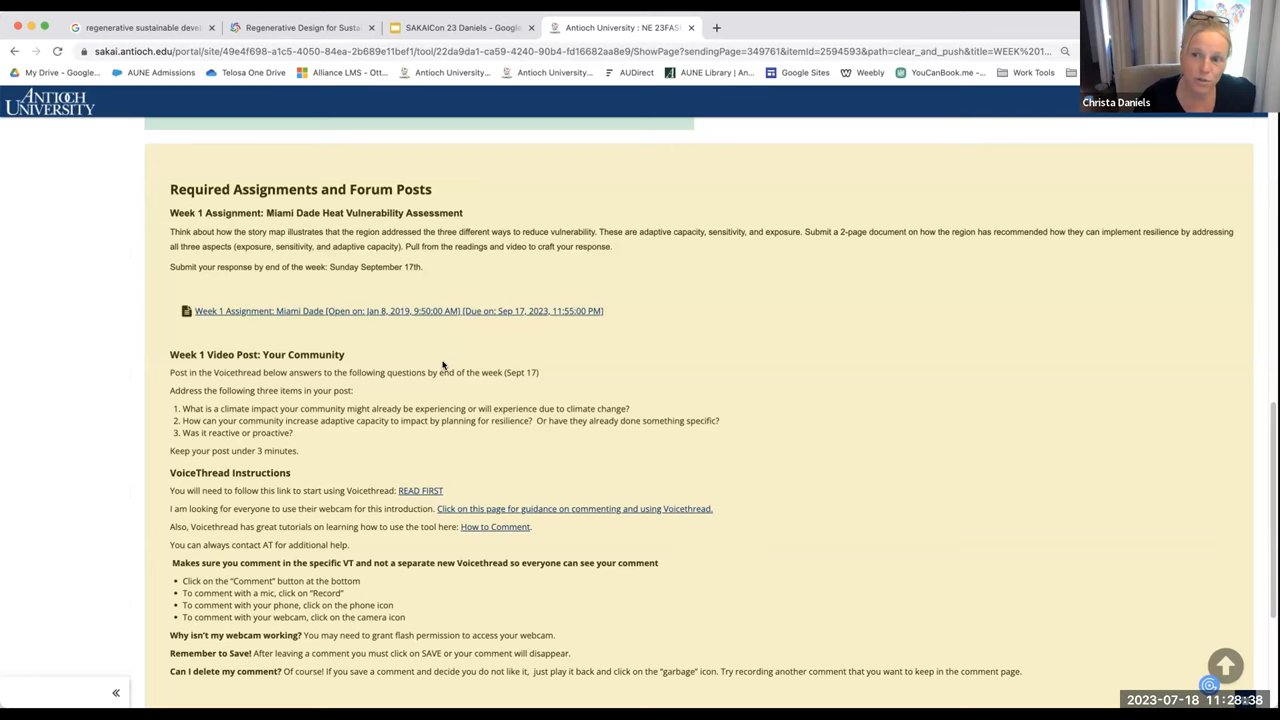 regenerative sustainable devel
Regenerative Design for Susta
SAKAICon 23 Daniels - Google
Antioch University : NE 23FAS
sakai.antioch.edu/portal/site/49e4f698-a1c5-4050-84ea-2b689e11bef1/tool/22da9da1-ca59-4240-90b4-fd16682aa8e9/ShowPage?sendingPage=349761&itemId=2594593&path=clear_and_push&title=WEEK%201...
My Drive - Google...
AUNE Admissions
Telosa One Drive
Alliance LMS - Ott...
Antioch University...
Antioch University...
AUDirect
AUNE Library | An...
Google Sites
Weebly
YouCanBook.me -...
Work Tools
Christa Daniels
ANTIOCH
UNIVERSITY
Required Assignments and Forum Posts
Week 1 Assignment: Miami Dade Heat Vulnerability Assessment
Think about how the story map illustrates that the region addressed the three different ways to reduce vulnerability. These are adaptive capacity, sensitivity, and exposure. Submit a 2-page document on how the region has recommended how they can implement resilience by addressing
all three aspects (exposure, sensitivity, and adaptive capacity). Pull from the readings and video to craft your response.
Submit your response by end of the week: Sunday September 17th.
Week 1 Assignment: Miami Dade [Open on: Jan 8, 2019, 9:50:00 AM] [Due on: Sep 17, 2023, 11:55:00 PM]
Week 1 Video Post: Your Community
Post in the Voicethread below answers to the following questions by end of the week (Sept 17)
Address the following three items in your post:
1. What is a climate impact your community might already be experiencing or will experience due to climate change?
2. How can your community increase adaptive capacity to impact by planning for resilience? Or have they already done something specific?
3. Was it reactive or proactive?
Keep your post under 3 minutes.
VoiceThread Instructions
You will need to follow this link to start using Voicethread: READ FIRST
I am looking for everyone to use their webcam for this introduction. Click on this page for guidance on commenting and using Voicethread.
Also, Voicethread has great tutorials on learning how to use the tool here: How to Comment.
You can always contact AT for additional help.
Makes sure you comment in the specific VT and not a separate new Voicethread so everyone can see your comment
• Click on the “Comment” button at the bottom
• To comment with a mic, click on “Record”
• To comment with your phone, click on the phone icon
• To comment with your webcam, click on the camera icon
Why isn’t my webcam working? You may need to grant flash permission to access your webcam.
Remember to Save! After leaving a comment you must click on SAVE or your comment will disappear.
Can I delete my comment? Of course! If you save a comment and decide you do not like it, just play it back and click on the “garbage” icon. Try recording another comment that you want to keep in the comment page.
2023-07-18 11:28:38